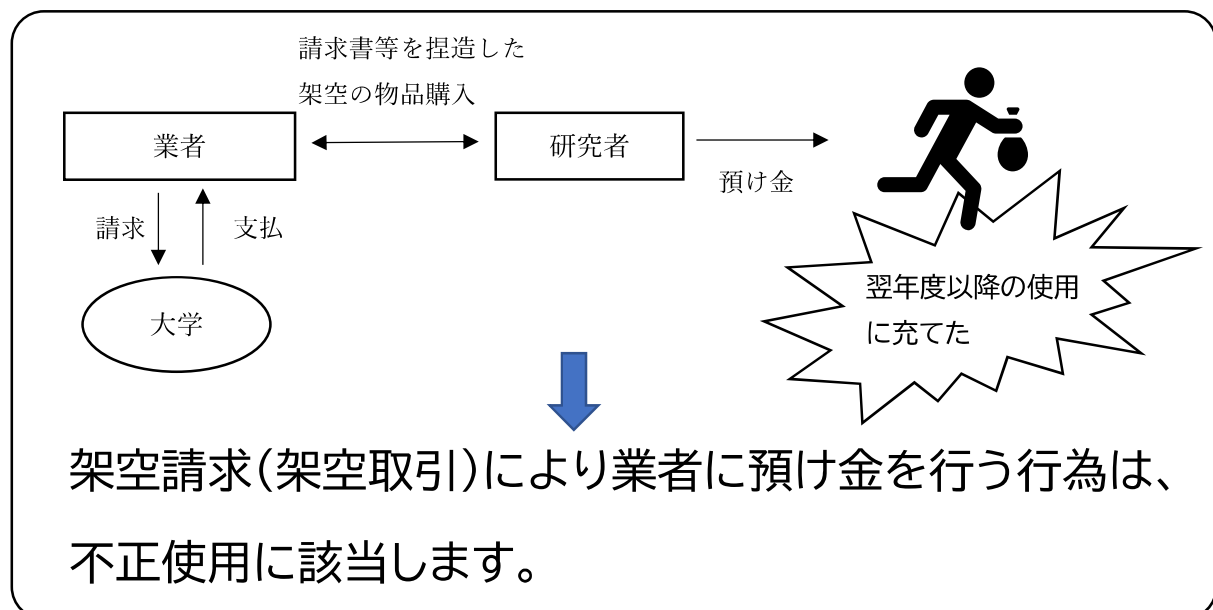 請求書等を捏造した
架空の物品購入
業者
研究者
預け金
請求
支払
大学
翌年度以降の使用
に充てた
架空請求(架空取引)により業者に預け金を行う行為は、
不正使用に該当します。